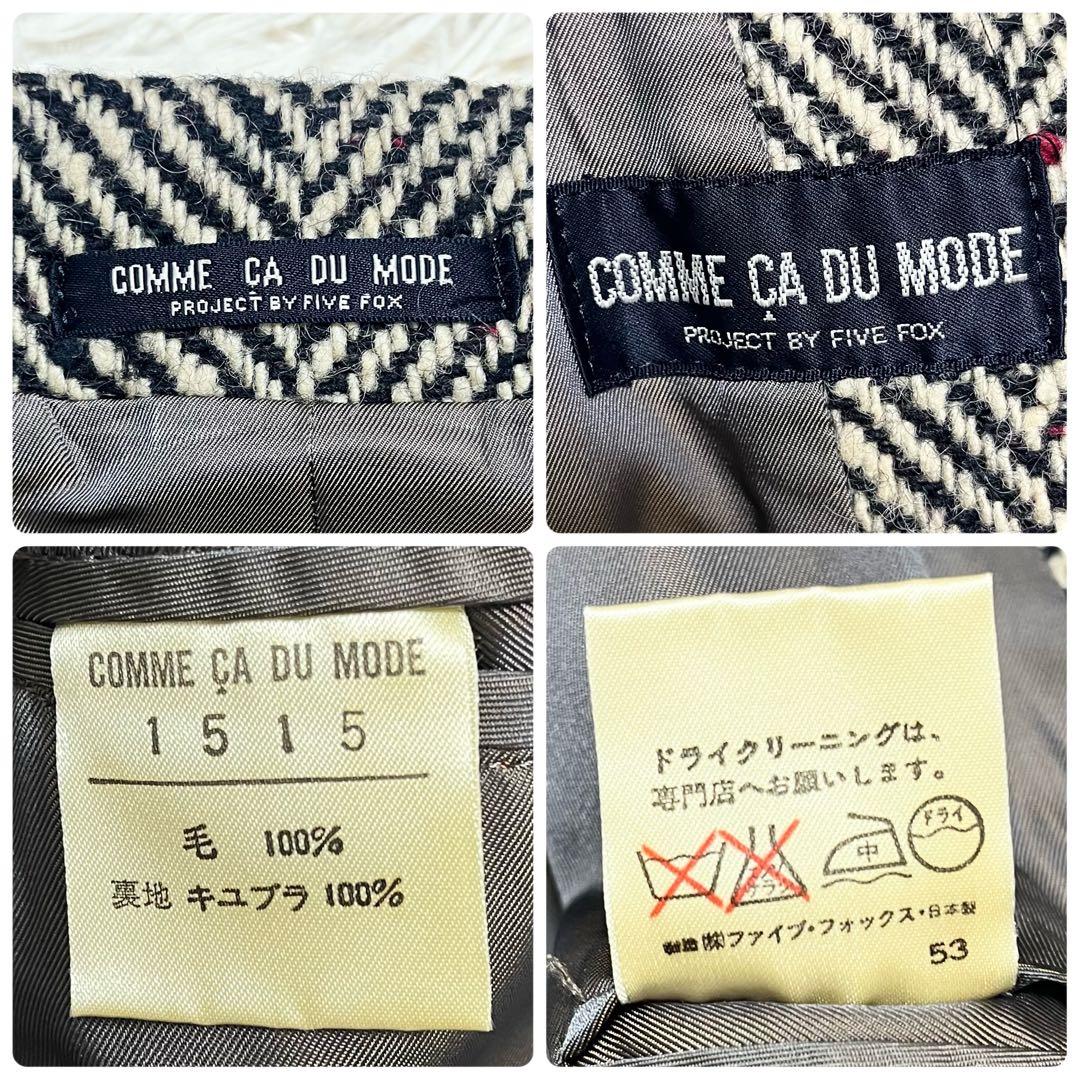 COMME ÇA DU MODE
PROJECT BY FIVE FOX
COMME ÇA DU MODE
PROJECT BY FIVE FOX
COMME ÇA DU MODE
1515
毛 100%
裏地 キユプラ 100%
ドライクリーニングは、
専門店へお願いします。
中
ドライ
(株)ファイブ・フォックス・日本製
53